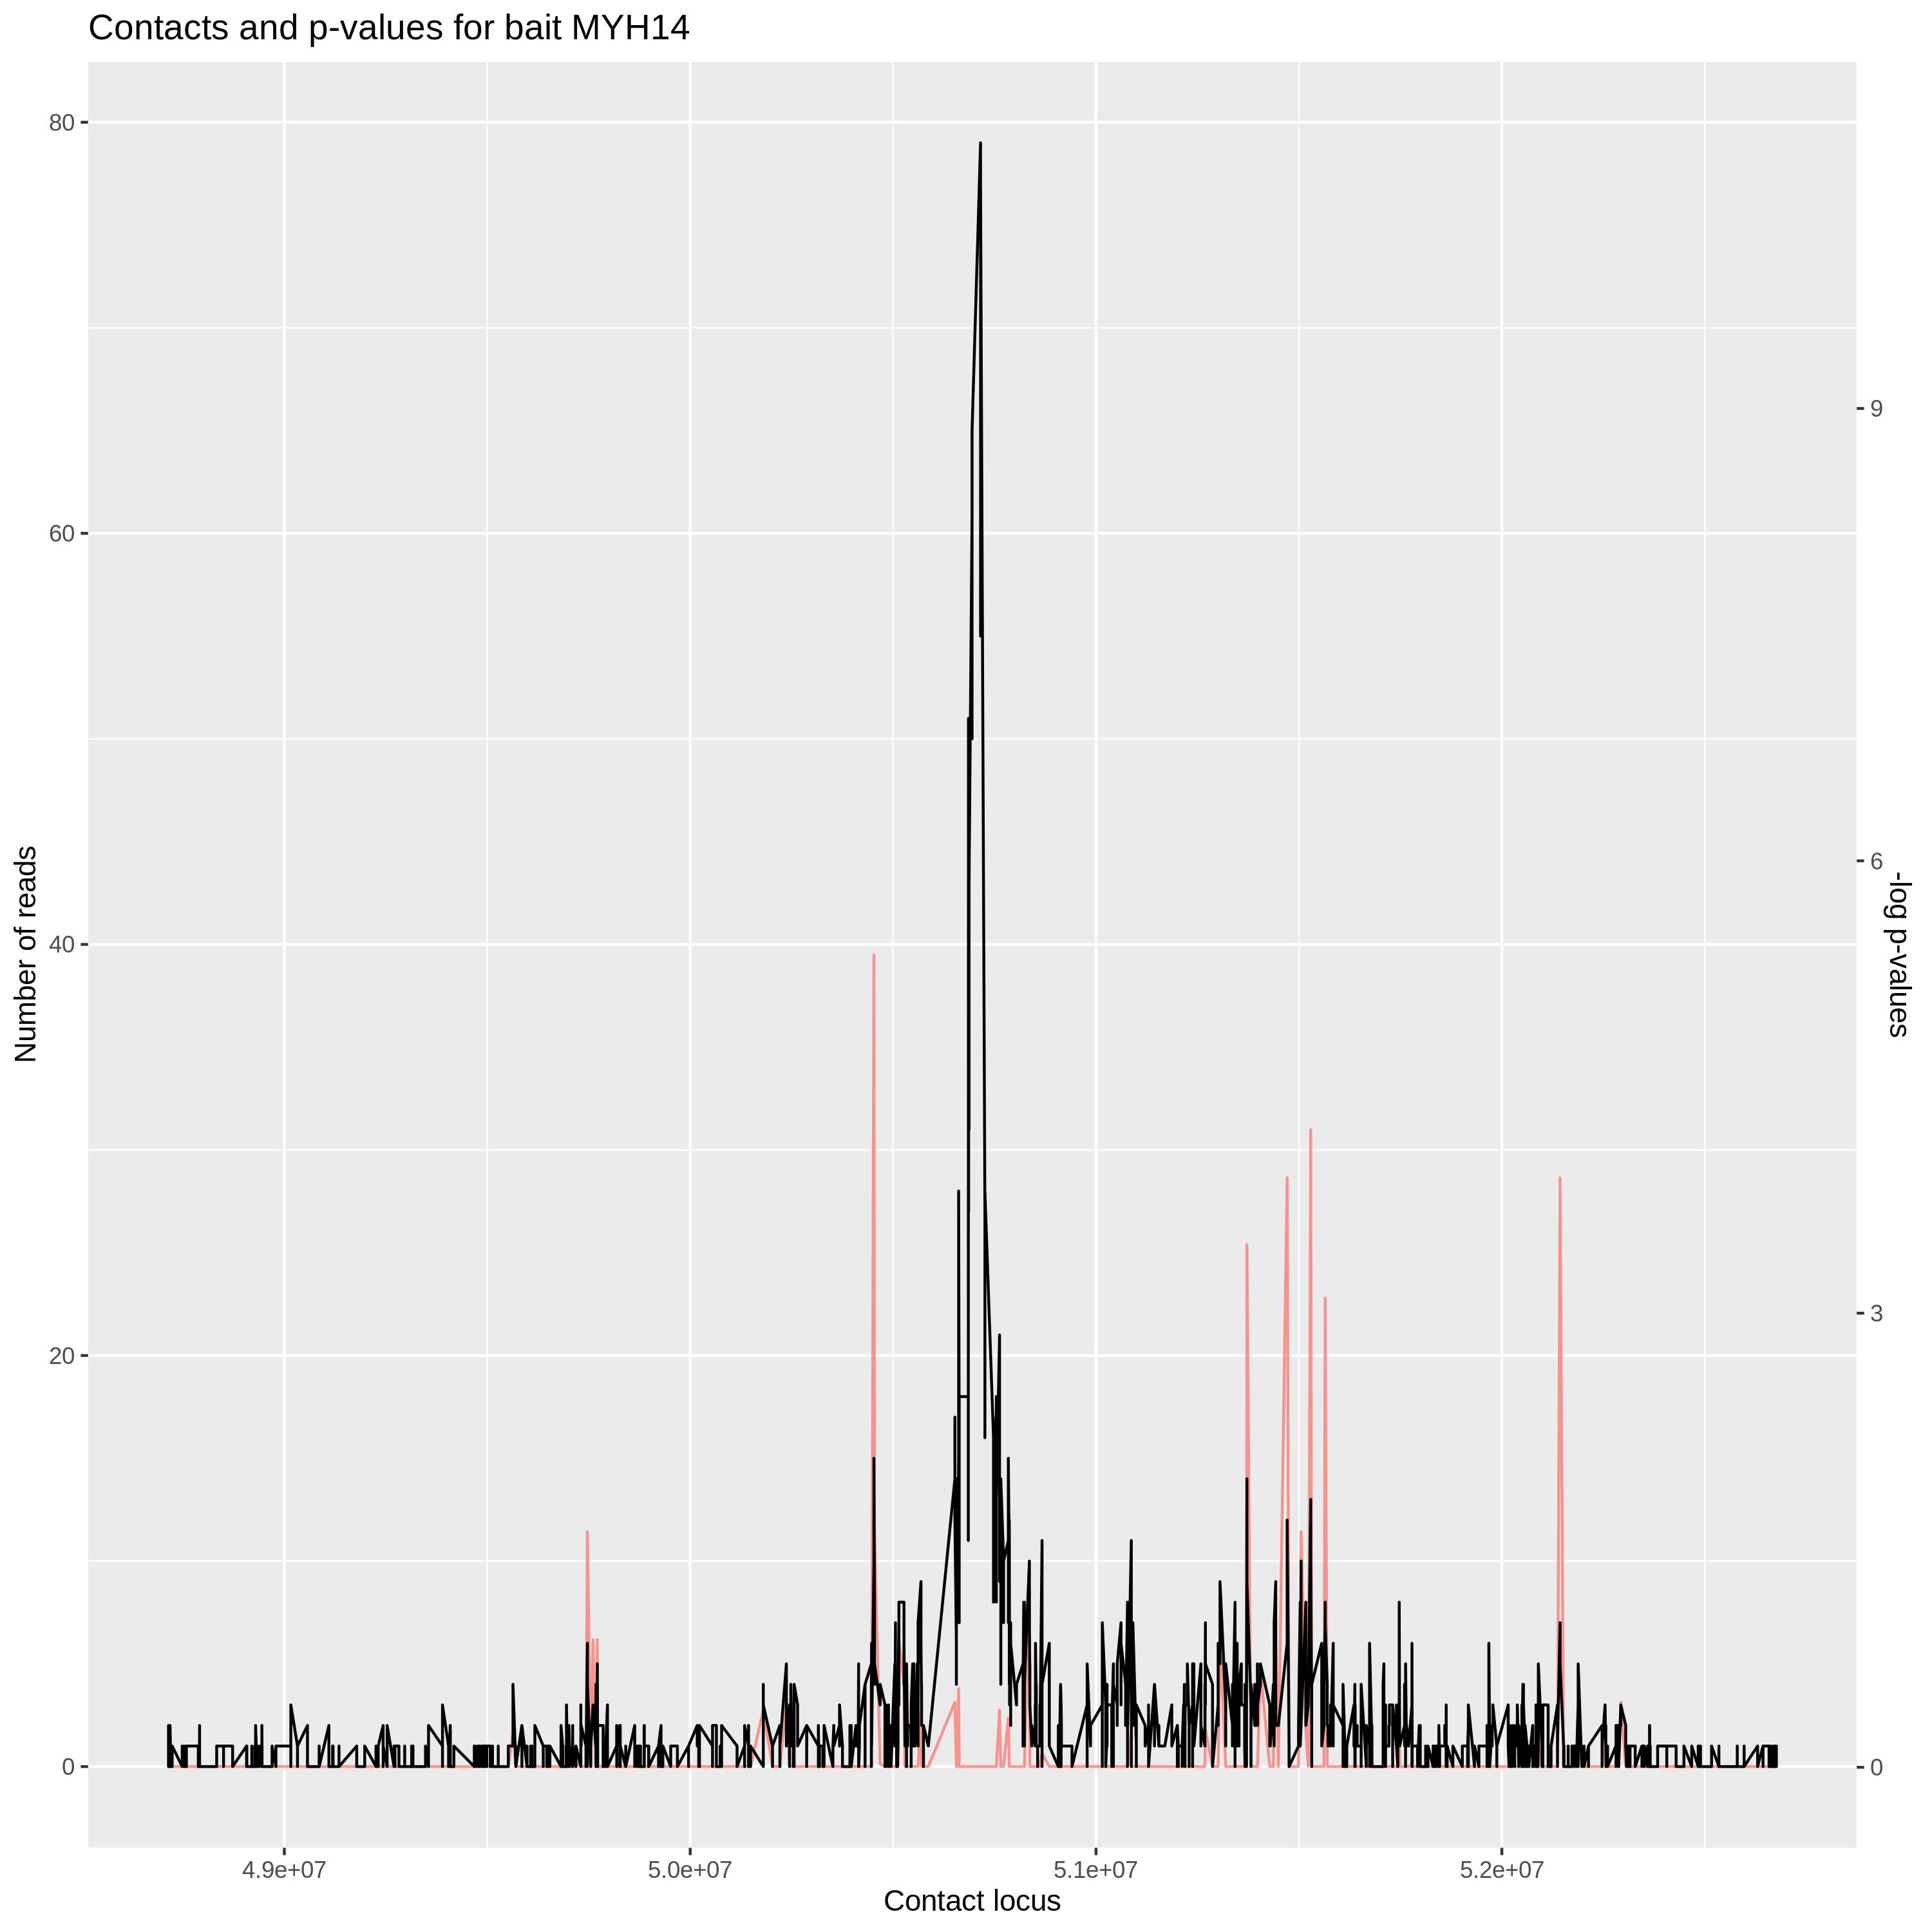 Contacts and p-values for bait MYH14
80
60
40
20
0
Number of reads
9
6
3
0
-log p-values
4.9e+07
5.0e+07
5.1e+07
5.2e+07
Contact locus